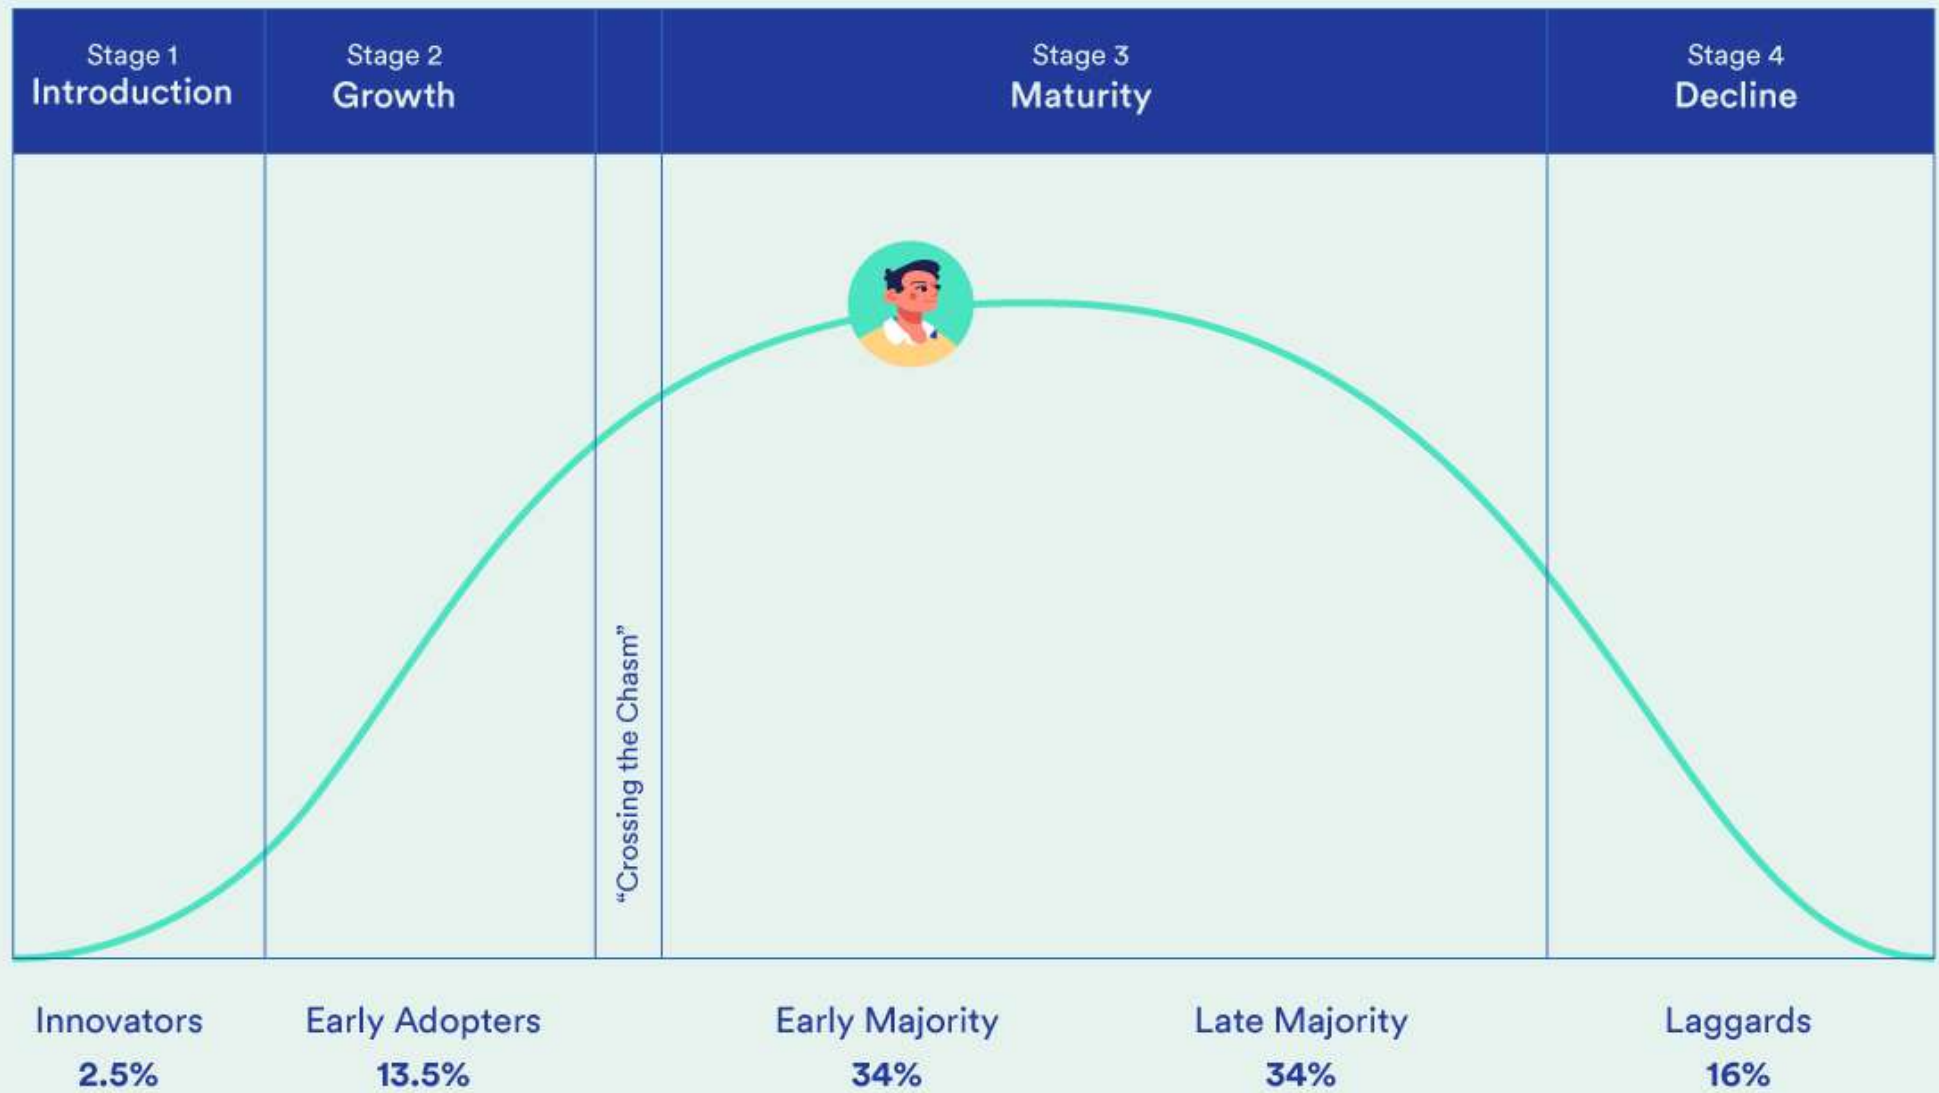 Stage 1
Introduction
Stage 2
Growth
Stage 3
Maturity
Stage 4
Decline
“Crossing the Chasm”
Innovators
2.5%
Early Adopters
13.5%
Early Majority
34%
Late Majority
34%
Laggards
16%